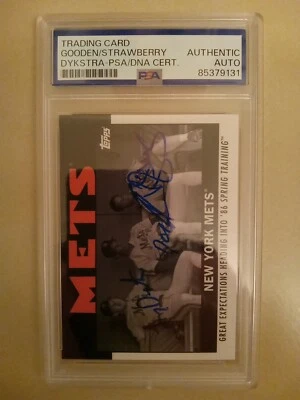 TRADING CARD
GOODEN/STRAWBERRY AUTHENTIC
DYKSTRA-PSA/DNA CERT. AUTO
PSA 85379131
Topps
METS
NEW YORK METS
GREAT EXPECTATIONS HEADING INTO '86 SPRING TRAINING